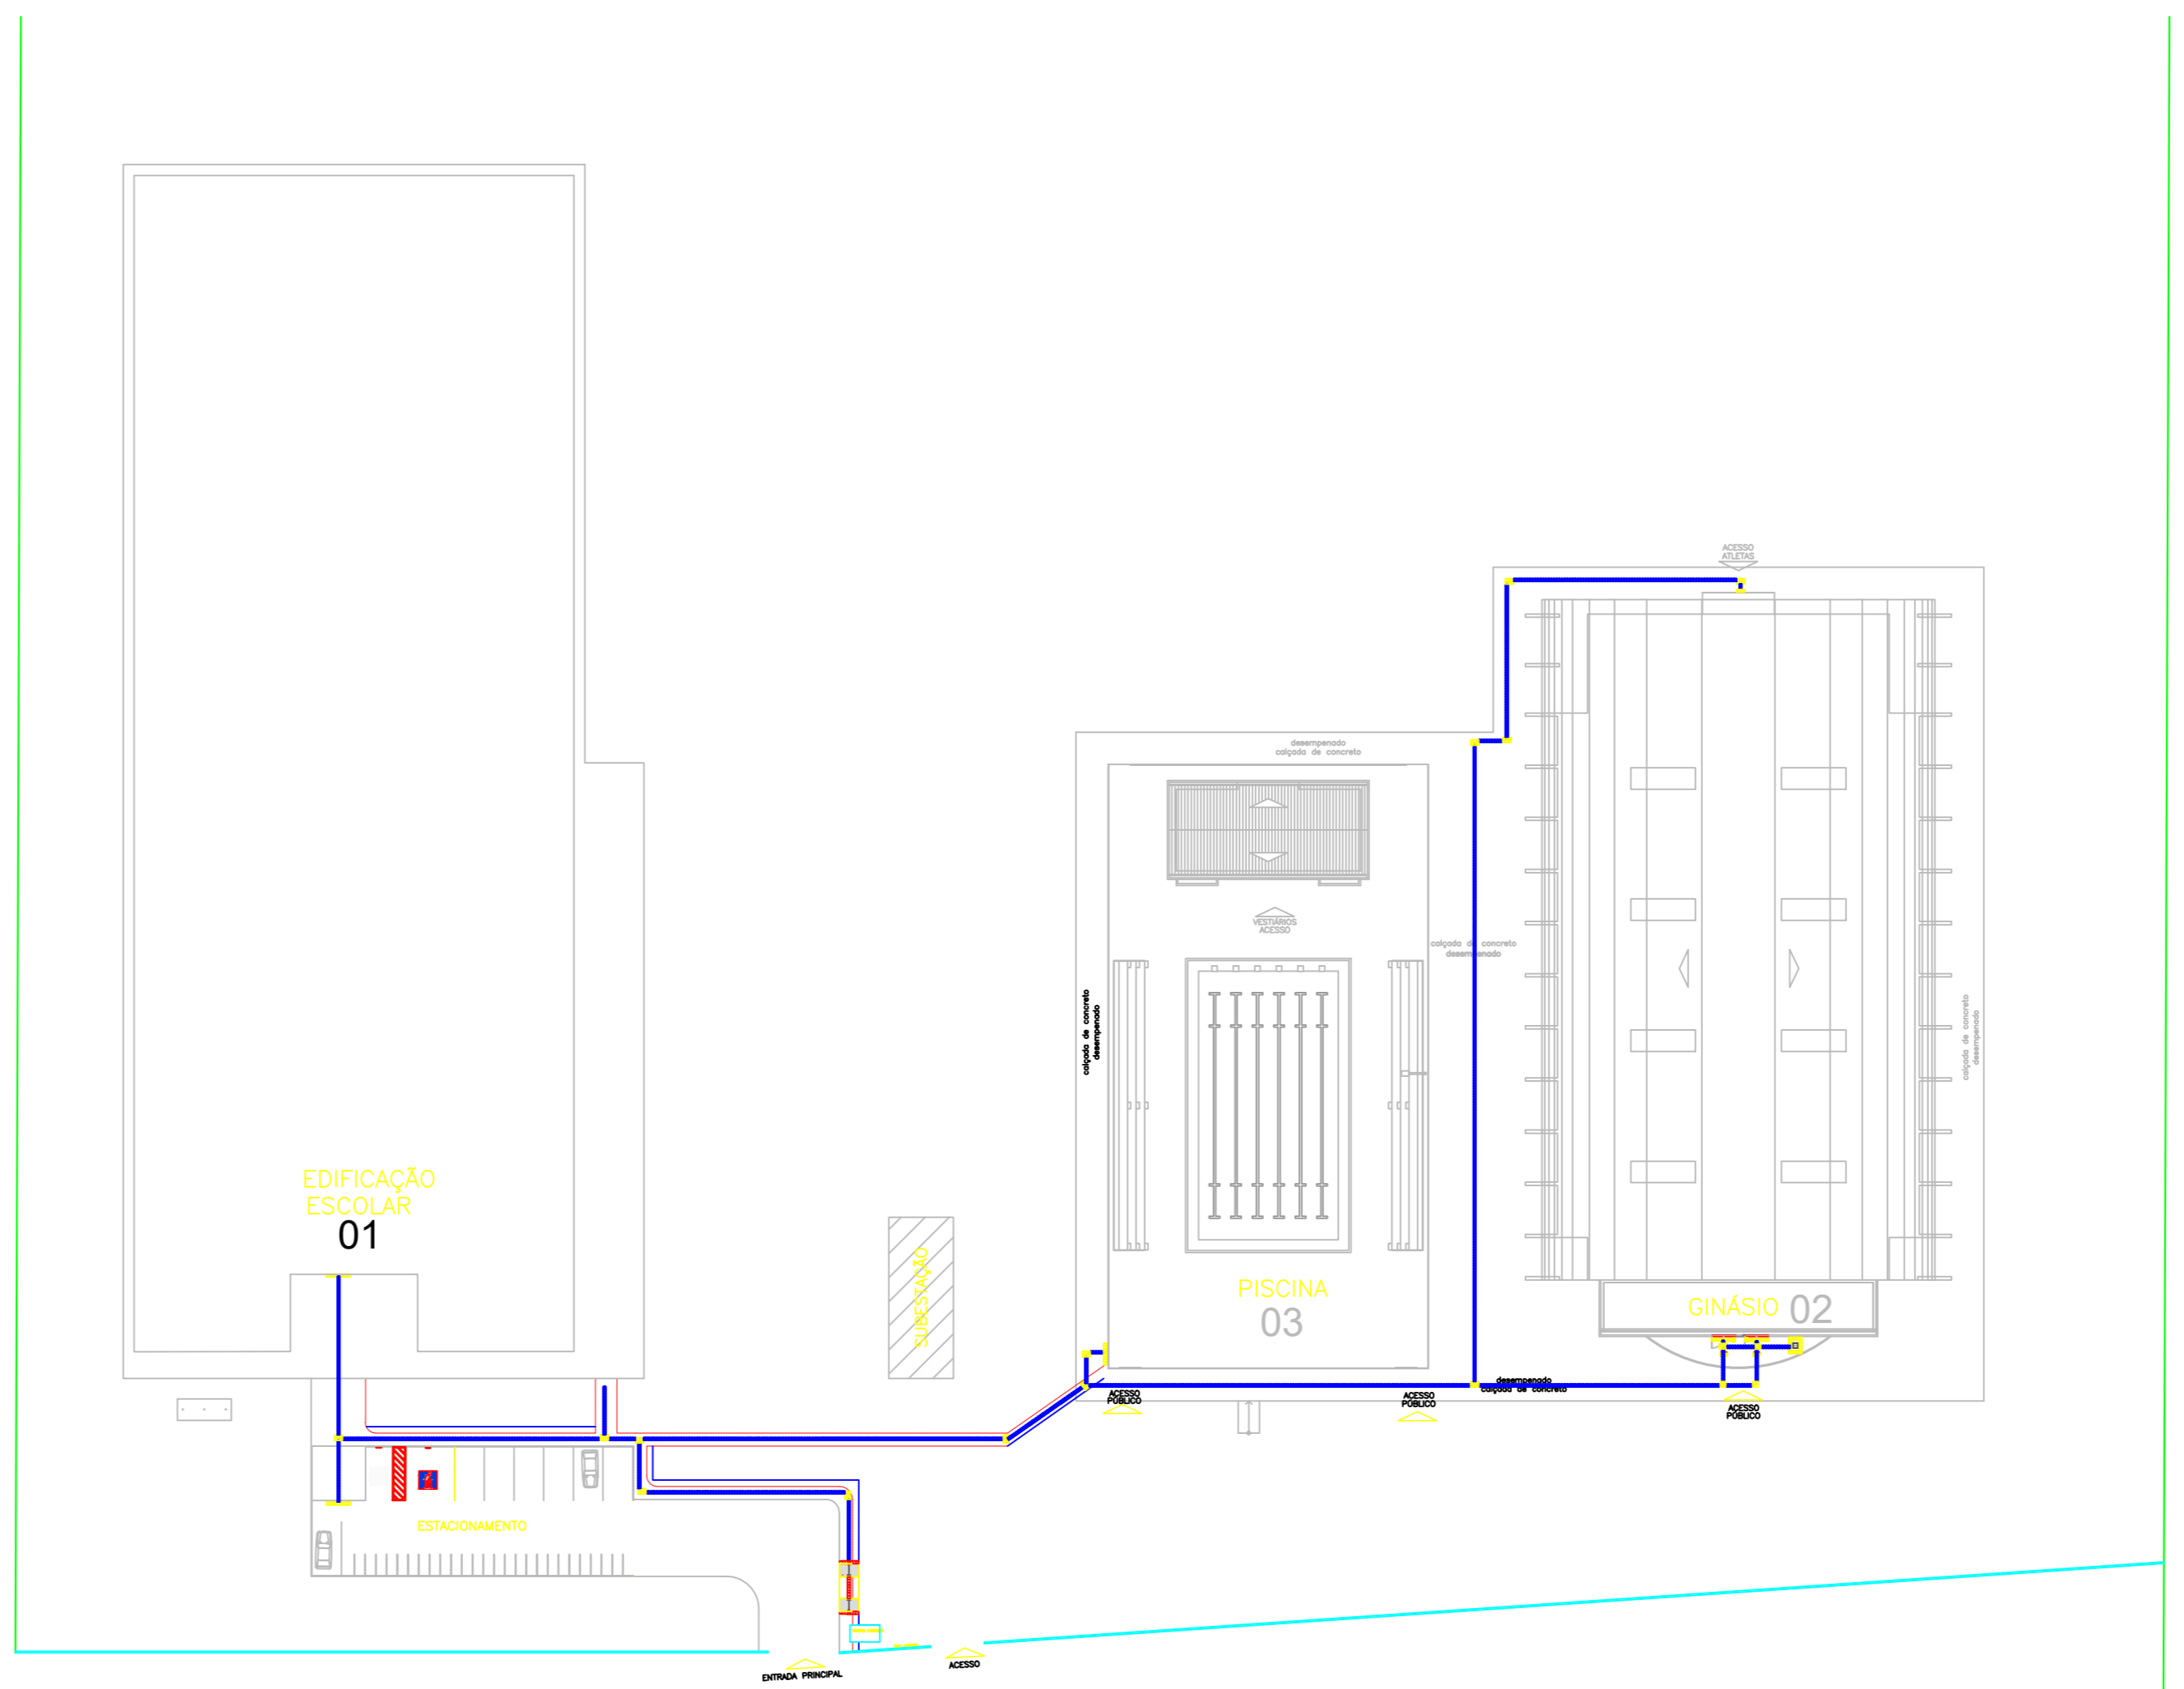 ACESSO
ATLETAS
desempenado
calçada de concreto
VESTIÁRIOS
ACESSO
calçada de concreto
desempenado
calçada de concreto
desempenado
calçada de concreto
desempenado
EDIFICAÇÃO
ESCOLAR
01
SUBESTAÇÃO
PISCINA
03
GINÁSIO 02
desempenado
calçada de concreto
ACESSO
PÚBLICO
ACESSO
PÚBLICO
ACESSO
PÚBLICO
ESTACIONAMENTO
ENTRADA PRINCIPAL
ACESSO